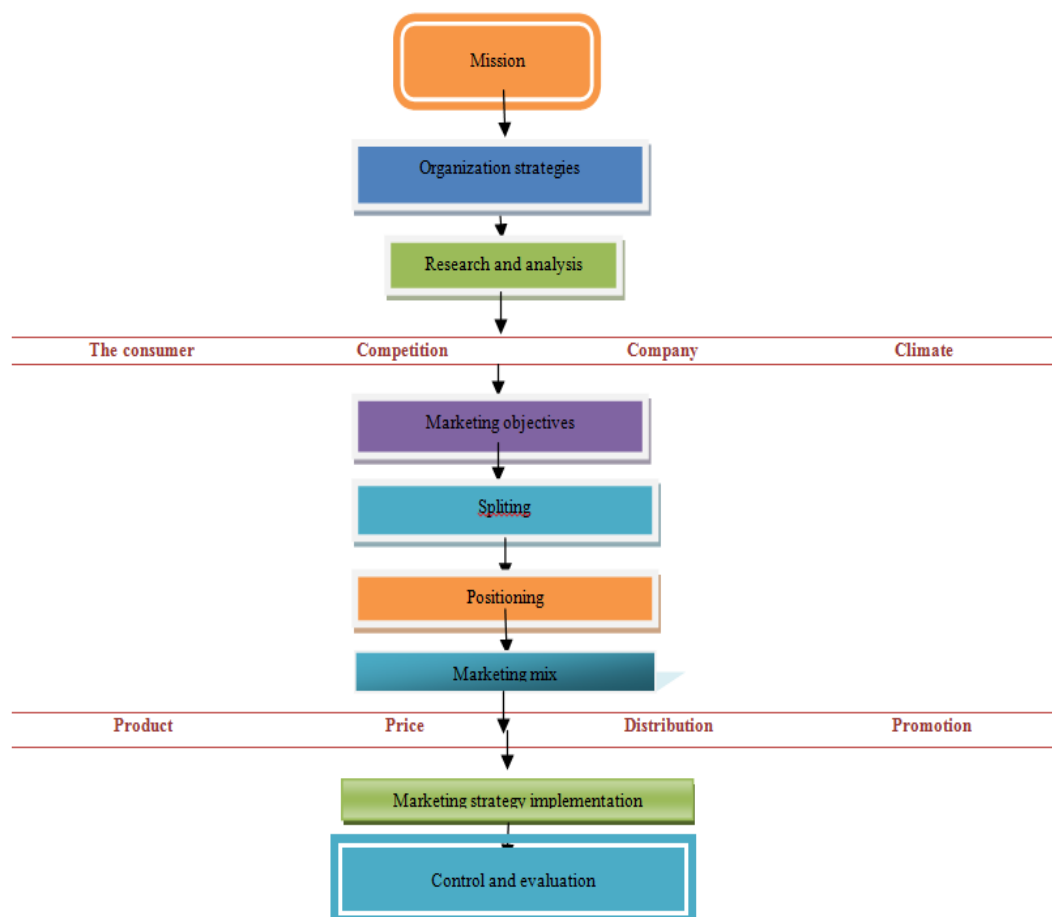 Mission
Organization strategies
Research and analysis
The consumer Competition Company Climate
Marketing objectives
Spliting
Positioning
Marketing mix
Product Price Distribution Promotion
Marketing strategy implementation
Control and evaluation